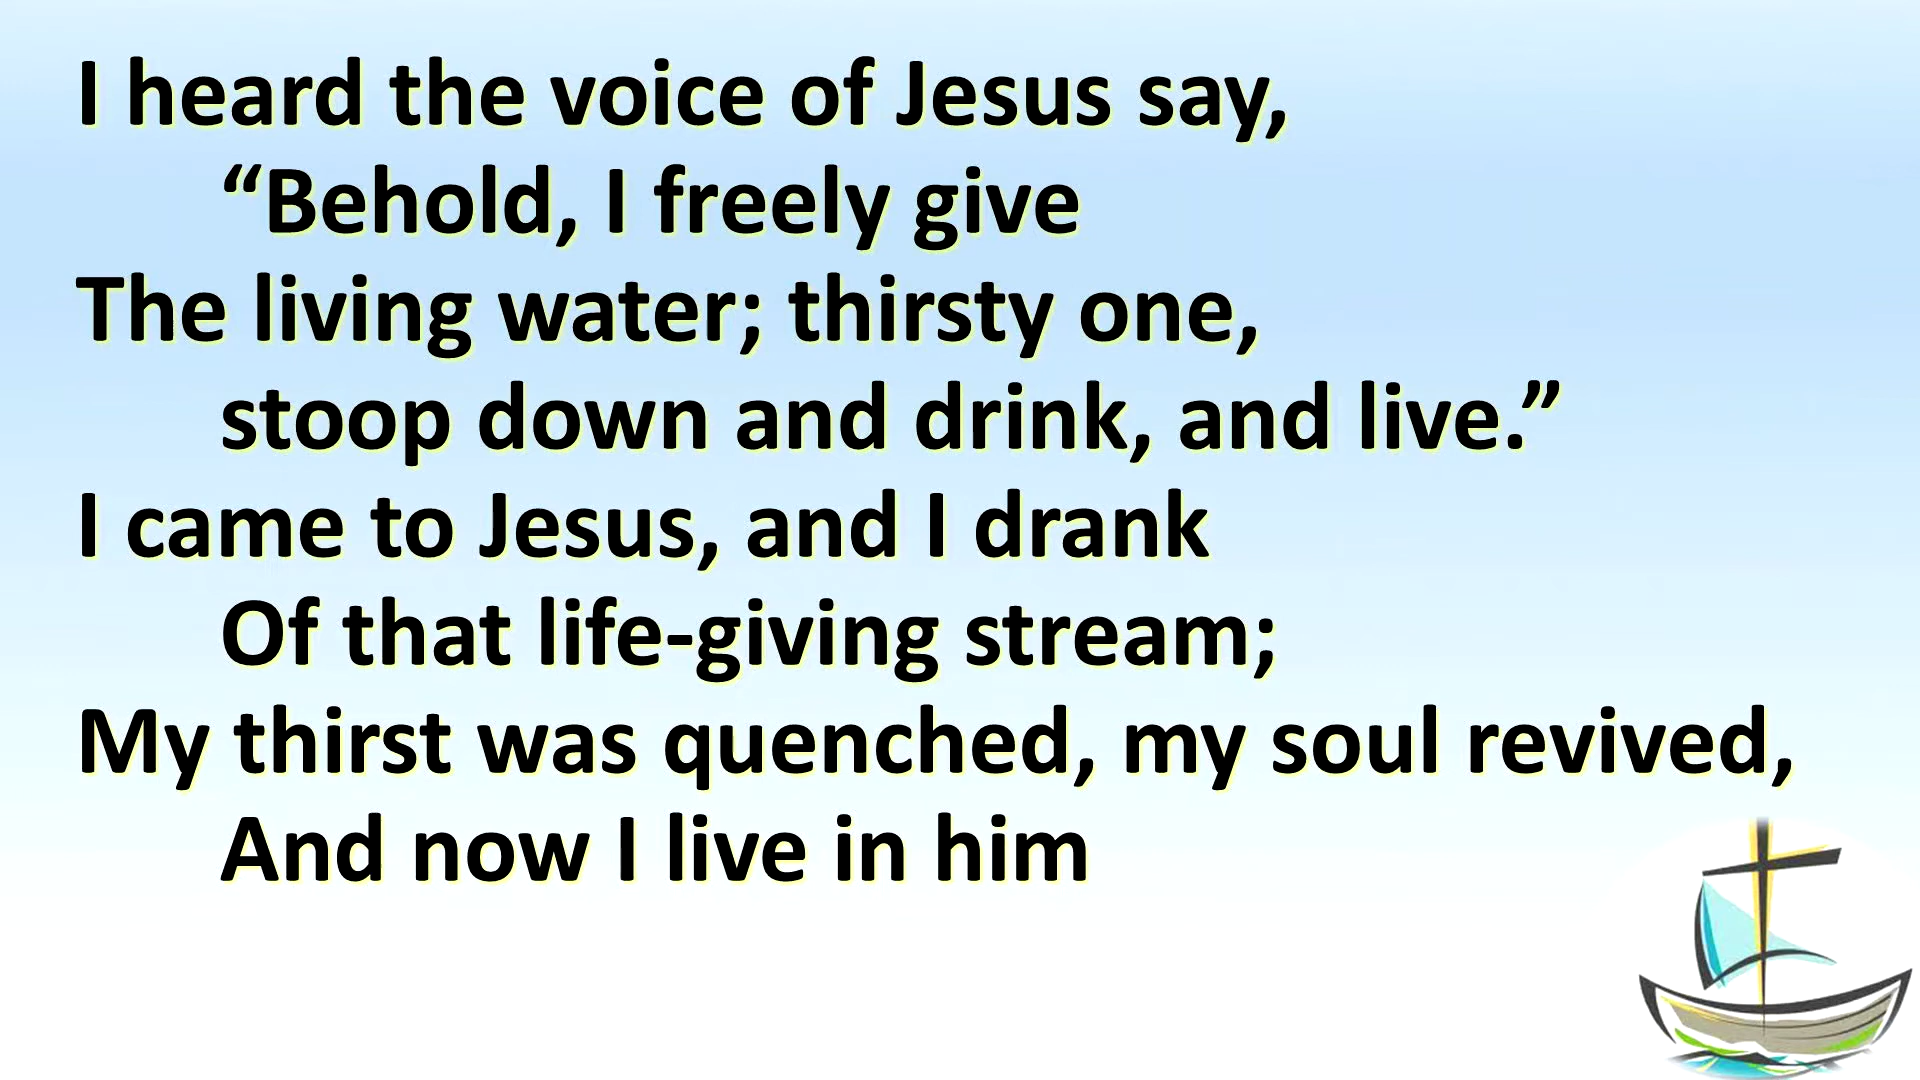 I heard the voice of Jesus say,
“Behold, I freely give
The living water; thirsty one,
stoop down and drink, and live.”
I came to Jesus, and I drank
Of that life-giving stream;
My thirst was quenched, my soul revived,
And now I live in him